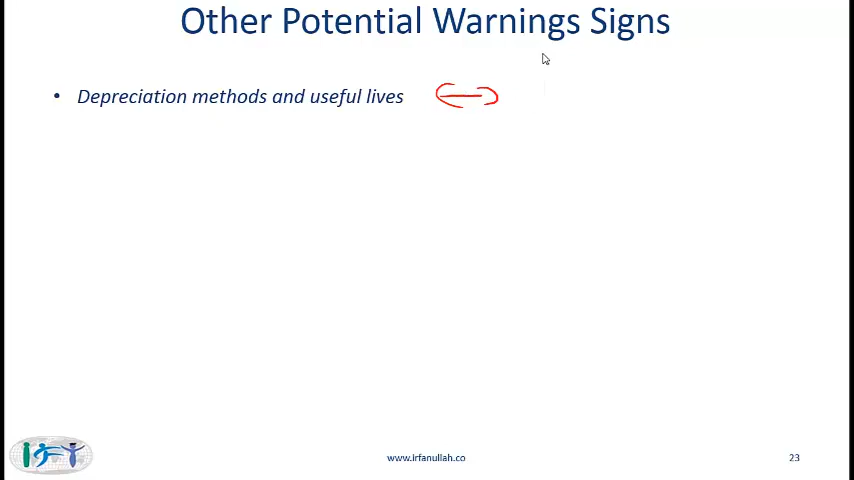 Other Potential Warnings Signs
• Depreciation methods and useful lives
www.irfanullah.co
23